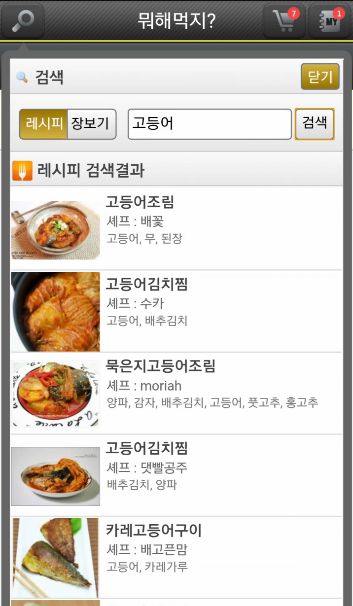 뭐해먹지?
7
MY
1
검색
닫기
레시피 장보기 고등어 검색
레시피 검색결과
고등어조림
셰프 : 배꽃
고등어, 무, 된장
고등어김치찜
셰프 : 수카
고등어, 배추김치
묵은지고등어조림
셰프 : moriah
양파, 감자, 배추김치, 고등어, 풋고추, 홍고추
고등어김치찜
셰프 : 댓빨공주
배추김치, 양파
카레고등어구이
셰프 : 배고픈맘
고등어, 카레가루